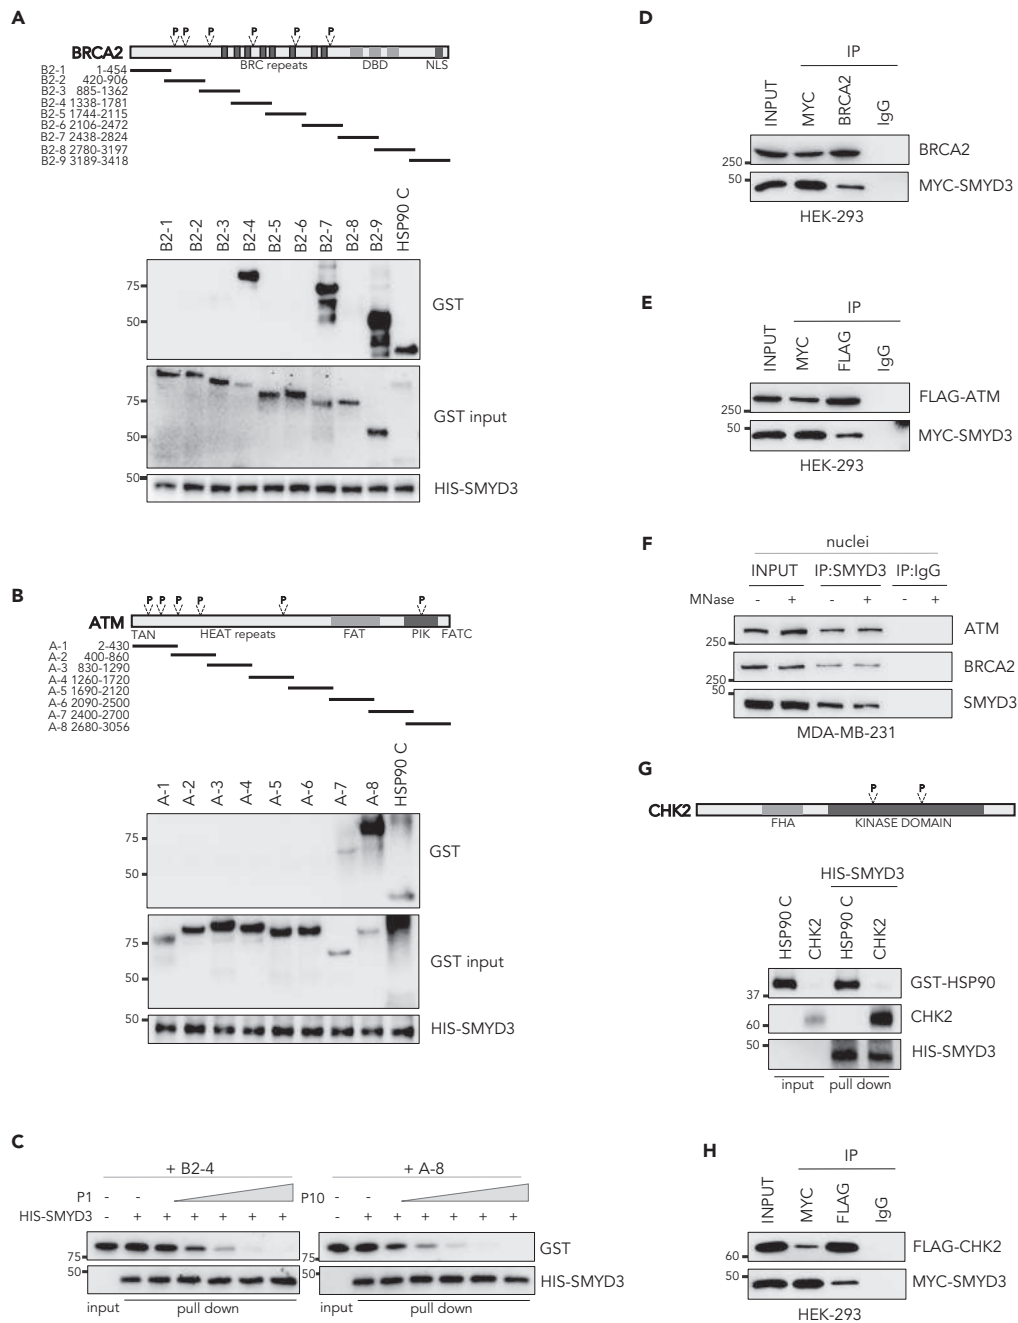 A
P P P P P P
BRCA2
BRC repeats DBD NLS
B2-1 1-454
B2-2 420-906
B2-3 885-1362
B2-4 1338-1781
B2-5 1744-2115
B2-6 2106-2472
B2-7 2438-2824
B2-8 2780-3197
B2-9 3189-3418
B2-1 B2-2 B2-3 B2-4 B2-5 B2-6 B2-7 B2-8 B2-9 HSP90 C
75
50
GST
75
50
GST input
50
HIS-SMYD3
B
P P P P P P
ATM
TAN HEAT repeats FAT PIK FATC
A-1 2-430
A-2 400-860
A-3 830-1290
A-4 1260-1720
A-5 1690-2120
A-6 2090-2500
A-7 2400-2700
A-8 2680-3056
A-1 A-2 A-3 A-4 A-5 A-6 A-7 A-8 HSP90 C
75
50
GST
75
50
GST input
50
HIS-SMYD3
C
+ B2-4
P1 - -
HIS-SMYD3 - + + + + +
75
50
input pull down
+ A-8
P10 - -
- + + + + +
75
GST
50
HIS-SMYD3
input pull down
D
IP
INPUT MYC BRCA2 IgG
250
BRCA2
50
MYC-SMYD3
HEK-293
E
IP
INPUT MYC FLAG IgG
250
FLAG-ATM
50
MYC-SMYD3
HEK-293
F
nuclei
INPUT IP:SMYD3 IP:IgG
MNase - + - + - +
250
ATM
250
BRCA2
50
SMYD3
MDA-MB-231
G
P P
CHK2
FHA KINASE DOMAIN
HIS-SMYD3
HSP90 C CHK2 HSP90 C CHK2
37
GST-HSP90
60
CHK2
50
HIS-SMYD3
input pull down
H
IP
INPUT MYC FLAG IgG
60
FLAG-CHK2
50
MYC-SMYD3
HEK-293